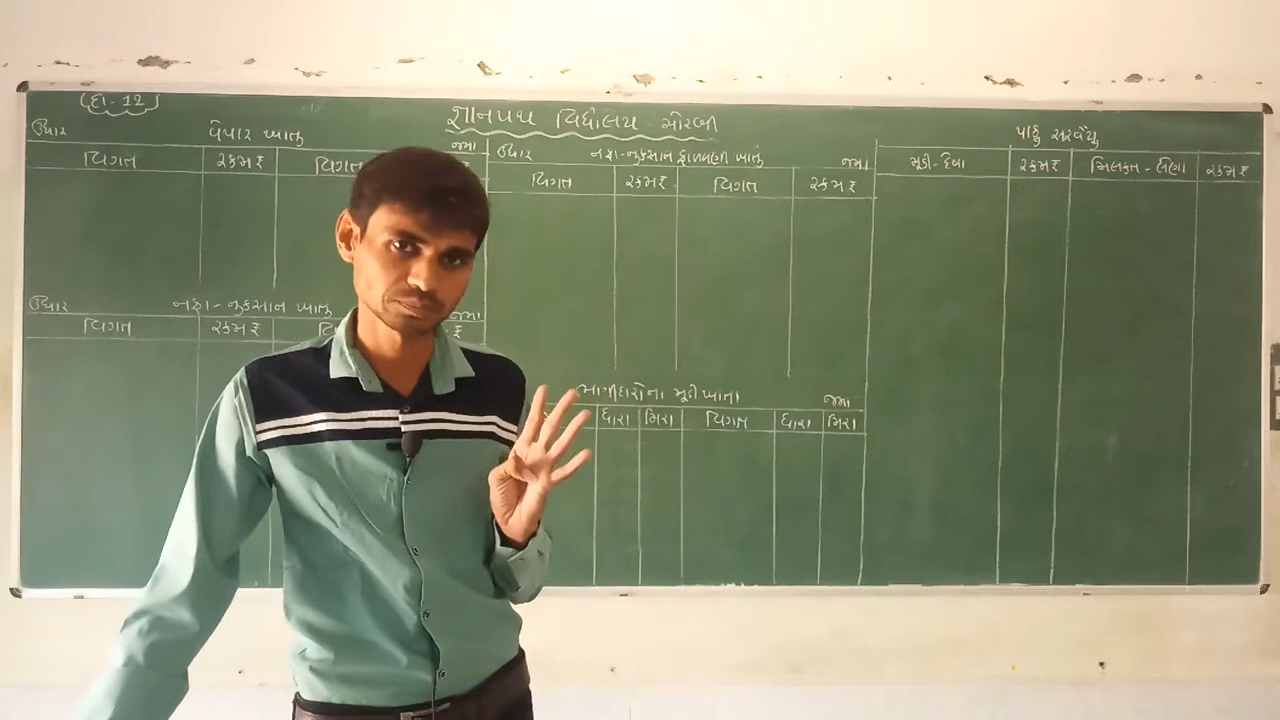 દા. 12
જ્ઞાનપથ વિદ્યાલય - મોરબી
ઉધાર વેપાર ખાતુ જમા
વિગત રકમ ₹ વિગત
ઉધાર નફા-નુકસાન ખાતુ જમા
વિગત રકમ ₹ ₹
ઉધાર નફા-નુકસાન ફાળવણી ખાતુ જમા
વિગત રકમ ₹ વિગત રકમ ₹
ભાગીદારોના મૂડી ખાતા જમા
ધારા મિરા વિગત ધારા મિરા
પાકુ સરવૈયુ
મૂડી-દેવા રકમ ₹ મિલકત-લેણા રકમ ₹